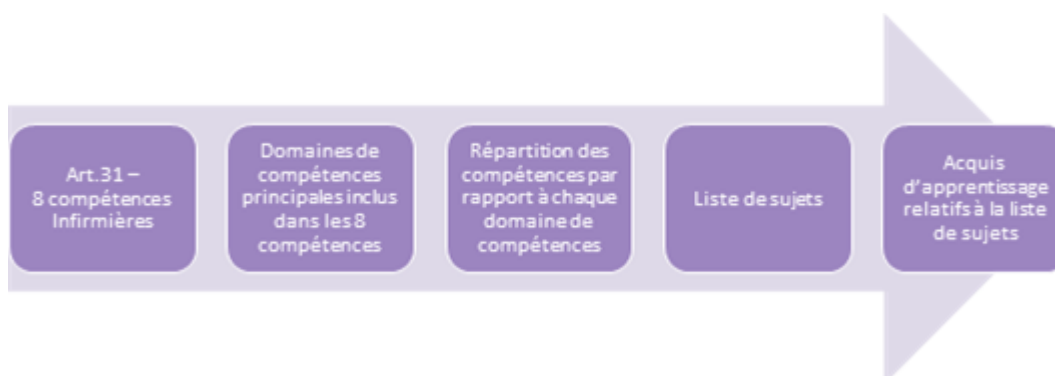 Art.31 –
8 compétences
Infirmières
Domaines de
compétences
principales inclus
dans les 8
compétences
Répartition des
compétences par
rapport à chaque
domaine de
compétences
Liste de sujets
Acquis
d'apprentissage
relatifs à la liste
de sujets